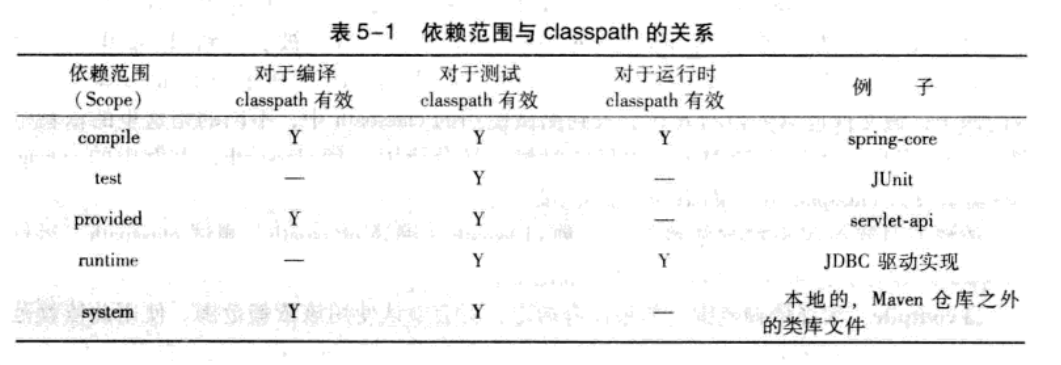 表 5-1 依赖范围与 classpath 的关系
依赖范围 对于编译 对于测试 对于运行时 例 子
(Scope) classpath 有效 classpath 有效 classpath 有效
compile Y Y Y spring-core
test — Y — JUnit
provided Y Y — servlet-api
runtime — Y Y JDBC 驱动实现
system Y Y — 本地的，Maven 仓库之外
的类库文件